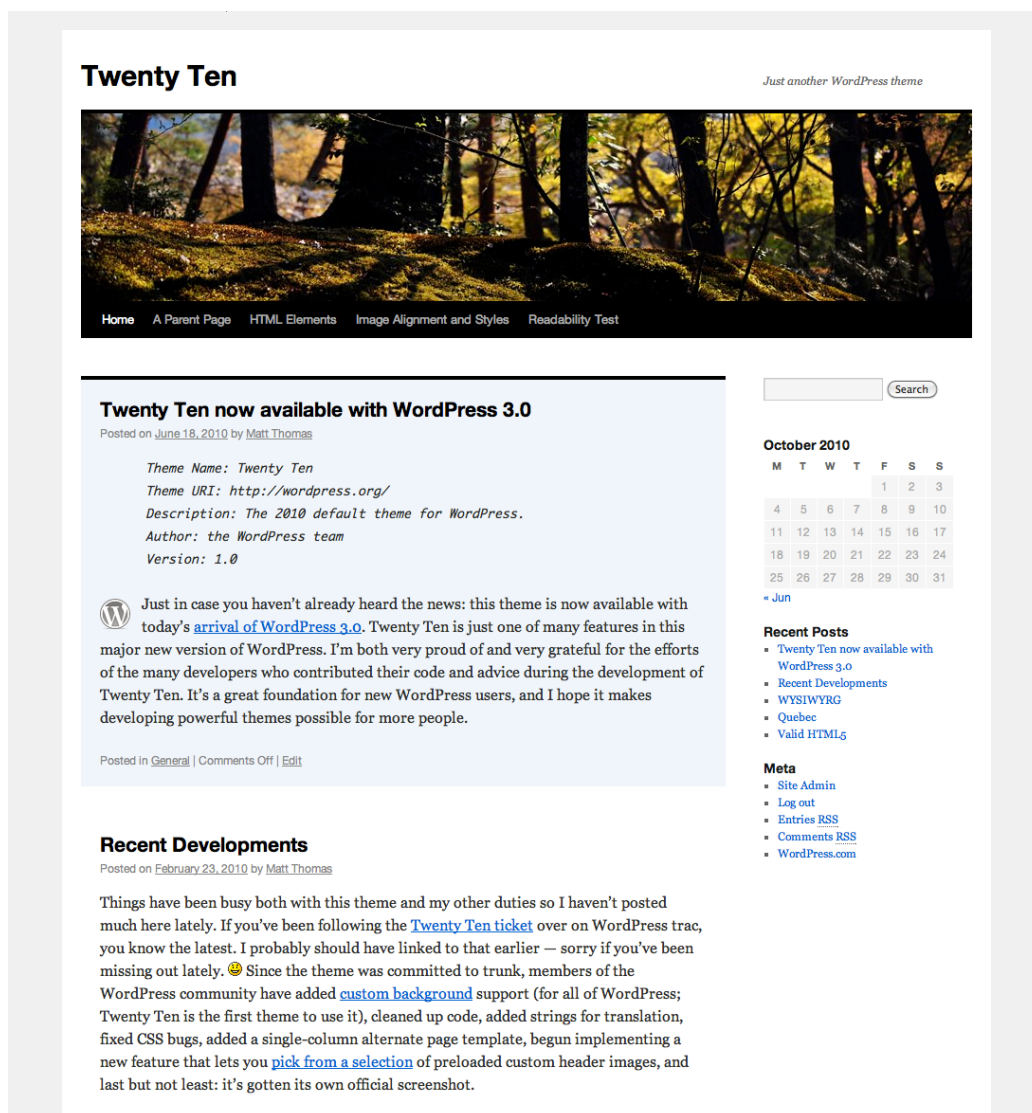 Twenty Ten
Just another WordPress theme
Home A Parent Page HTML Elements Image Alignment and Styles Readability Test
Twenty Ten now available with WordPress 3.0
Posted on June 18, 2010 by Matt Thomas
Theme Name: Twenty Ten
Theme URI: http://wordpress.org/
Description: The 2010 default theme for WordPress.
Author: the WordPress team
Version: 1.0
Just in case you haven’t already heard the news: this theme is now available with
today’s arrival of WordPress 3.0. Twenty Ten is just one of many features in this
major new version of WordPress. I’m both very proud of and very grateful for the efforts
of the many developers who contributed their code and advice during the development of
Twenty Ten. It’s a great foundation for new WordPress users, and I hope it makes
developing powerful themes possible for more people.
Posted in General | Comments Off | Edit
Recent Developments
Posted on February 23, 2010 by Matt Thomas
Things have been busy both with this theme and my other duties so I haven’t posted
much here lately. If you’ve been following the Twenty Ten ticket over on WordPress trac,
you know the latest. I probably should have linked to that earlier — sorry if you’ve been
missing out lately. Since the theme was committed to trunk, members of the
WordPress community have added custom background support (for all of WordPress;
Twenty Ten is the first theme to use it), cleaned up code, added strings for translation,
fixed CSS bugs, added a single-column alternate page template, begun implementing a
new feature that lets you pick from a selection of preloaded custom header images, and
last but not least: it’s gotten its own official screenshot.
Search
October 2010
M T W T F S S
1 2 3
4 5 6 7 8 9 10
11 12 13 14 15 16 17
18 19 20 21 22 23 24
25 26 27 28 29 30 31
« Jun
Recent Posts
Twenty Ten now available with
WordPress 3.0
Recent Developments
WYSIWYRG
Quebec
Valid HTML5
Meta
Site Admin
Log out
Entries RSS
Comments RSS
WordPress.com